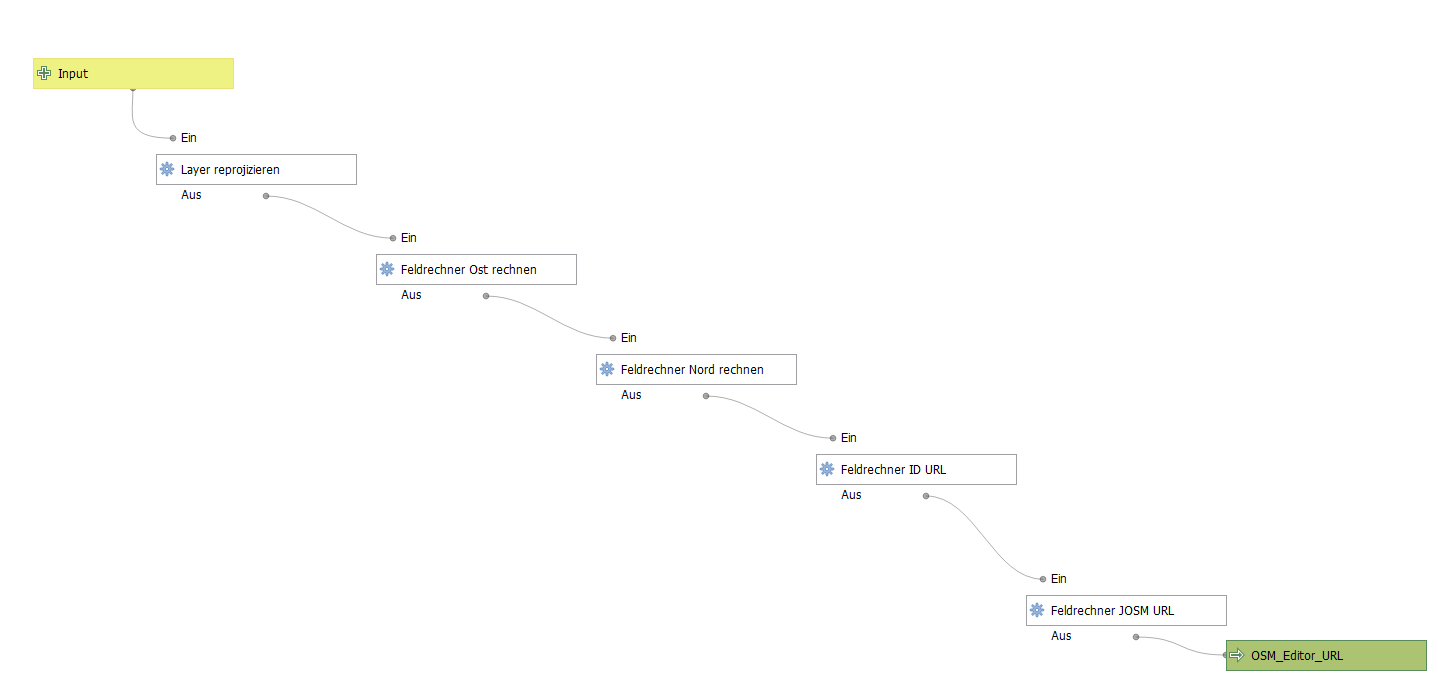 Input
Ein
Layer reprojizieren
Aus
Ein
Feldrechner Ost rechnen
Aus
Ein
Feldrechner Nord rechnen
Aus
Ein
Feldrechner ID URL
Aus
Ein
Feldrechner JOSM URL
Aus
OSM_Editor_URL